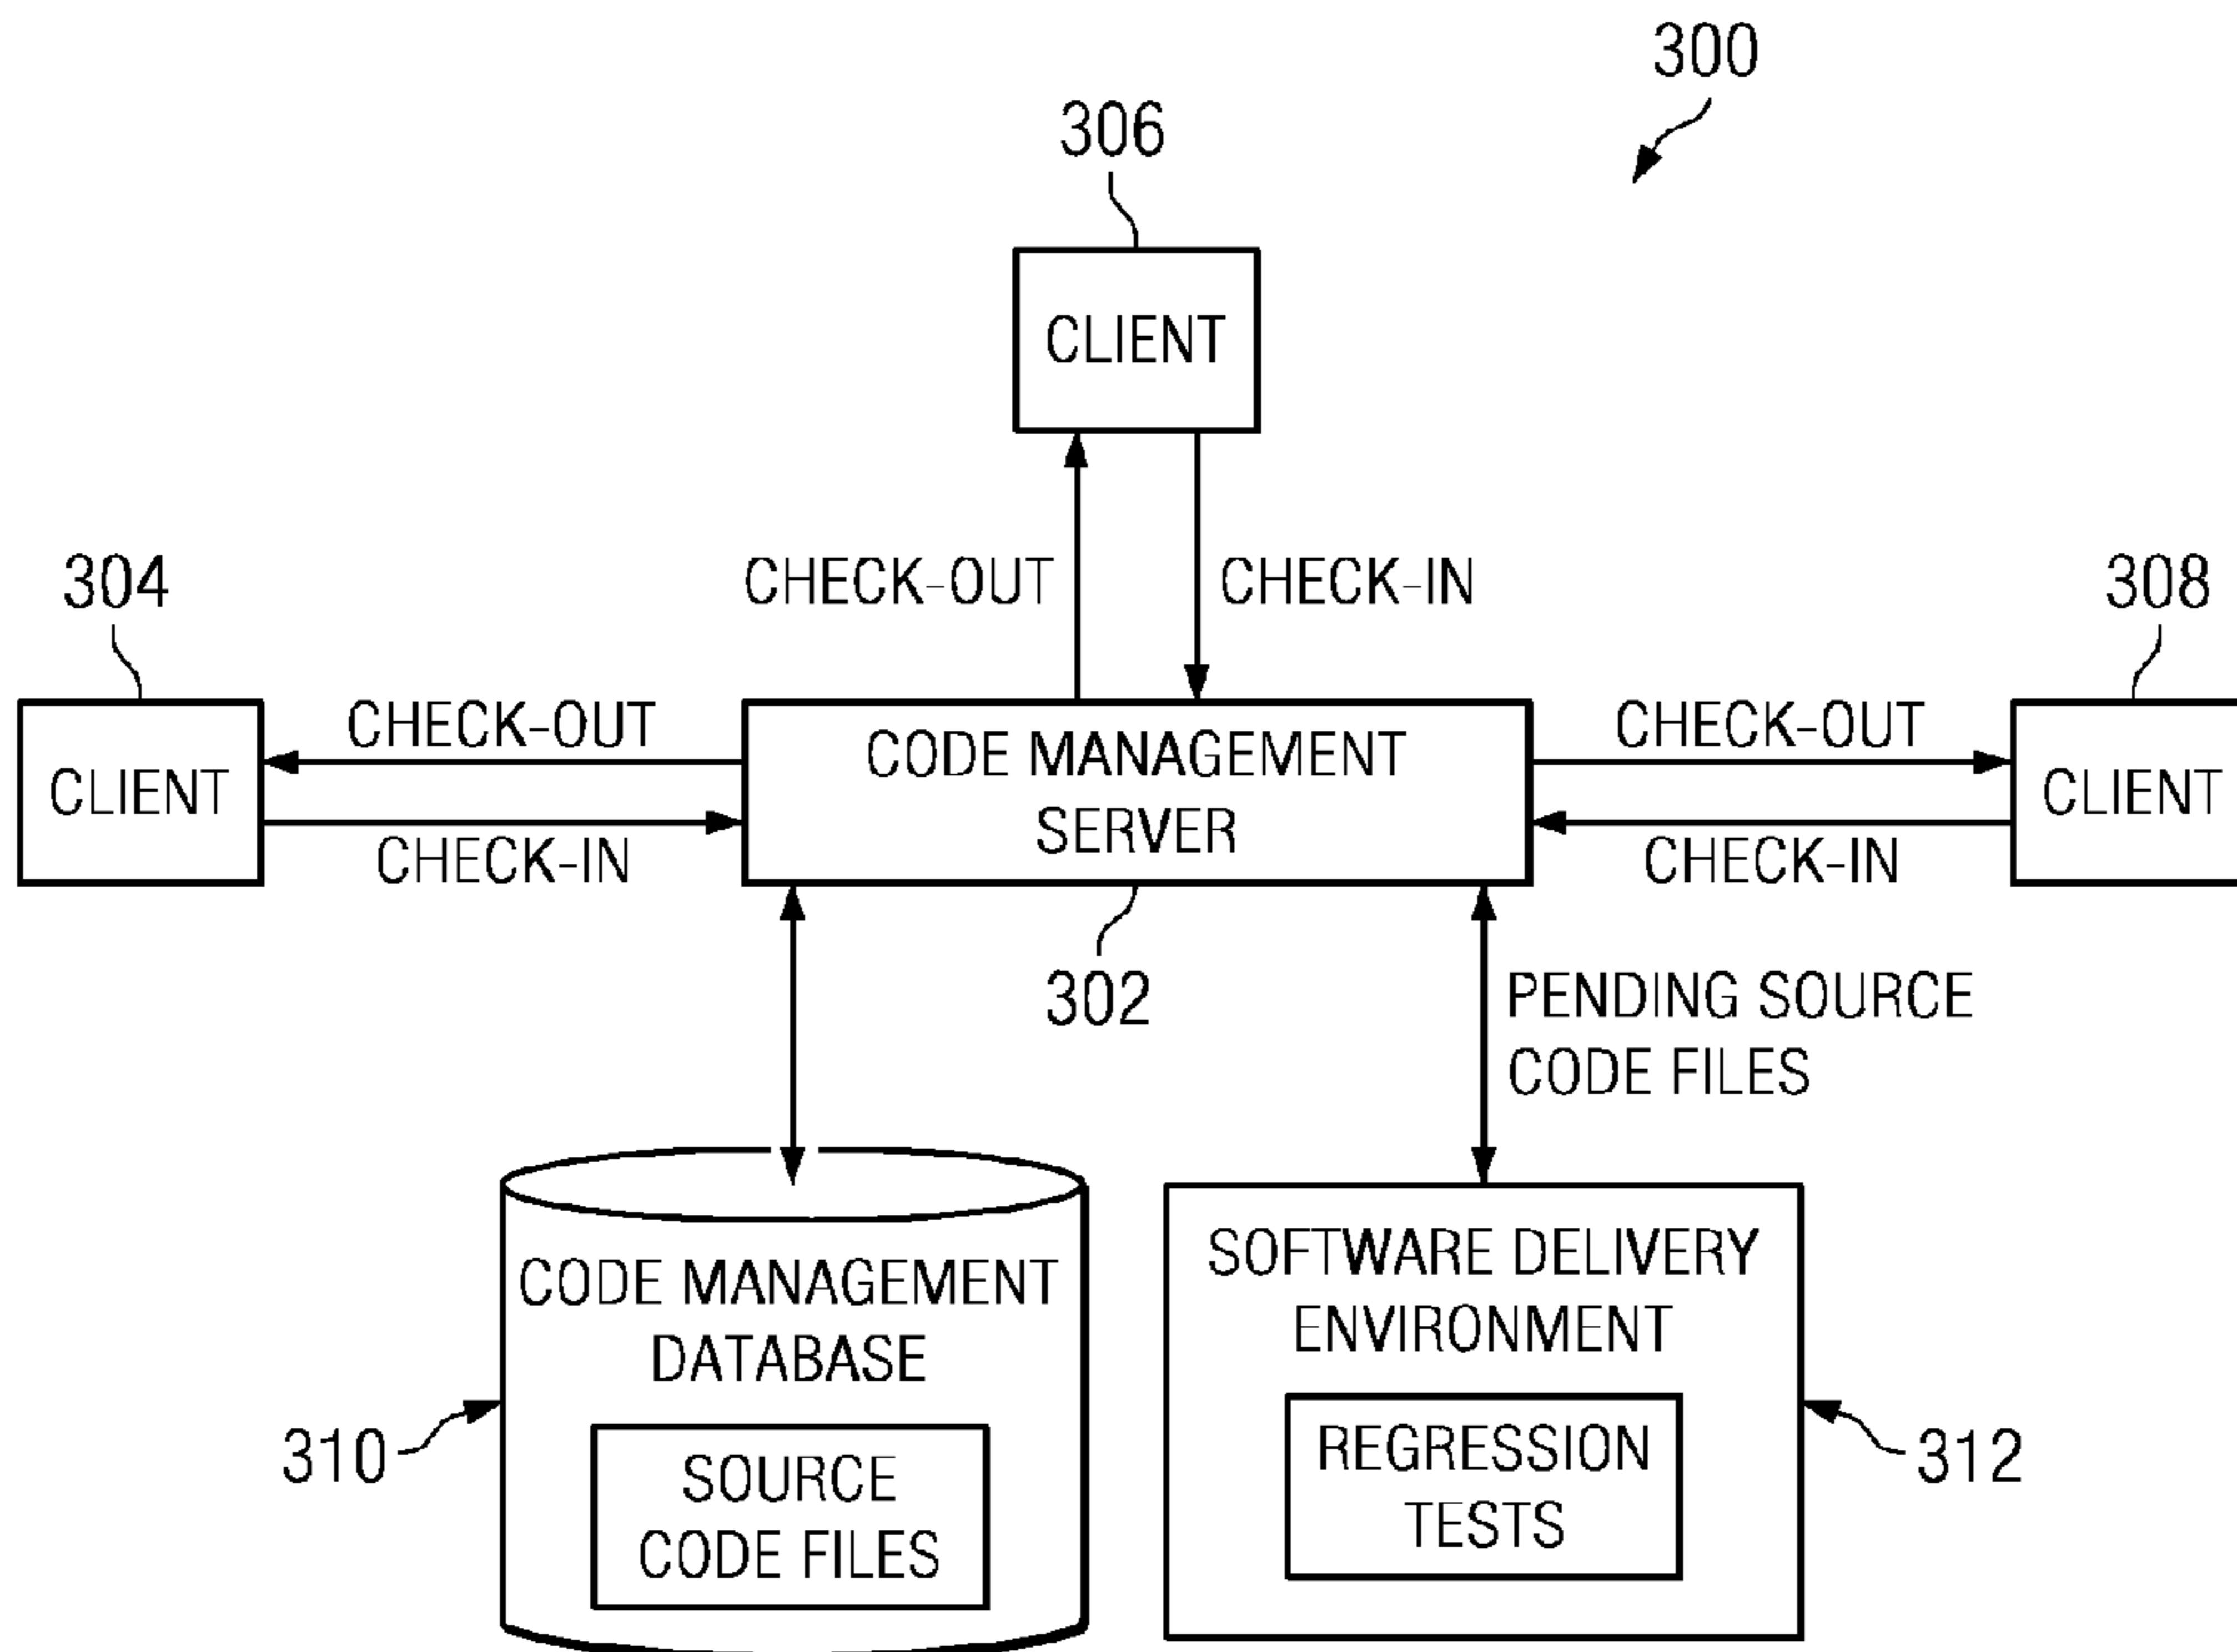 300
306
CLIENT
CHECK-OUT
CHECK-IN
304
308
CLIENT
CHECK-OUT
CHECK-IN
CODE MANAGEMENT
SERVER
CHECK-OUT
CHECK-IN
CLIENT
302
PENDING SOURCE
CODE FILES
CODE MANAGEMENT
DATABASE
SOURCE
CODE FILES
310
SOFTWARE DELIVERY
ENVIRONMENT
REGRESSION
TESTS
312